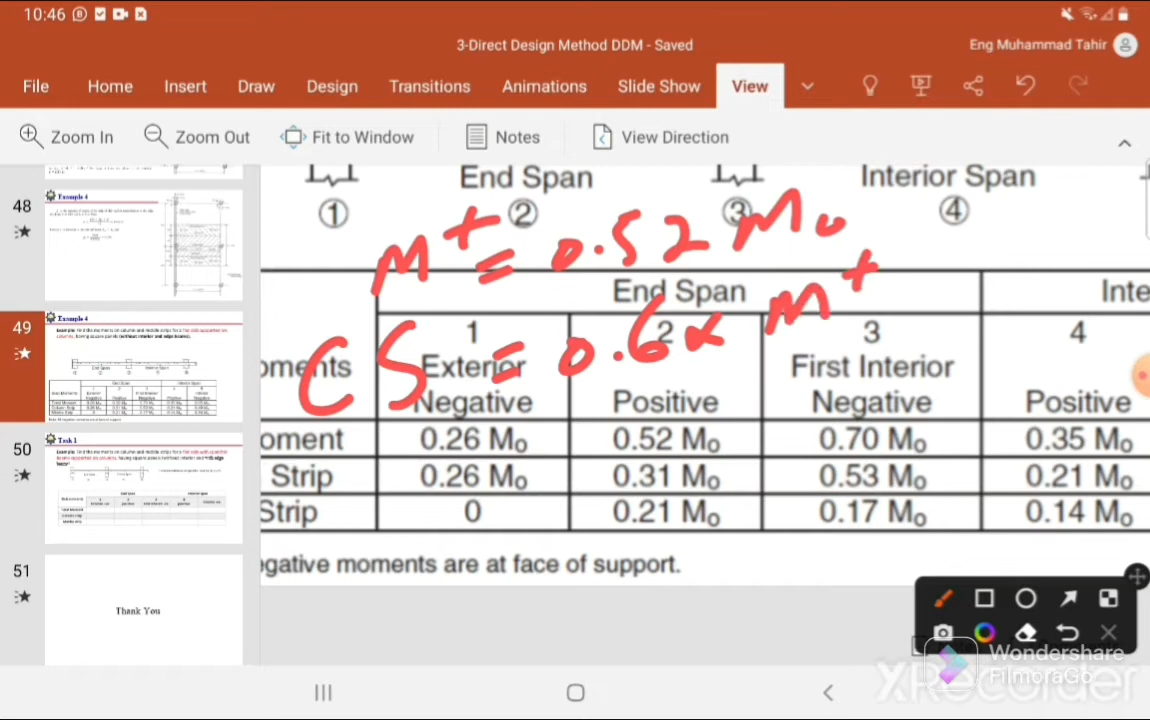 10:46
3-Direct Design Method DDM - Saved
Eng Muhammad Tahir
File Home Insert Draw Design Transitions Animations Slide Show View
Zoom In Zoom Out Fit to Window Notes View Direction
48
Example 4
49
Example 4
50
Task 1
51
Thank You
End Span Interior Span
① ② ③ ④
M+ = 0.52 Mo
End Span Inte
CS = 0.6 x M+
1 2 3 4
oments Exterior First Interior
Negative Positive Negative Positive
oment 0.26 Mo 0.52 Mo 0.70 Mo 0.35 Mo
Strip 0.26 Mo 0.31 Mo 0.53 Mo 0.21 Mo
Strip 0 0.21 Mo 0.17 Mo 0.14 Mo
egative moments are at face of support.
Wondershare
FilmoraGo
XRecorder